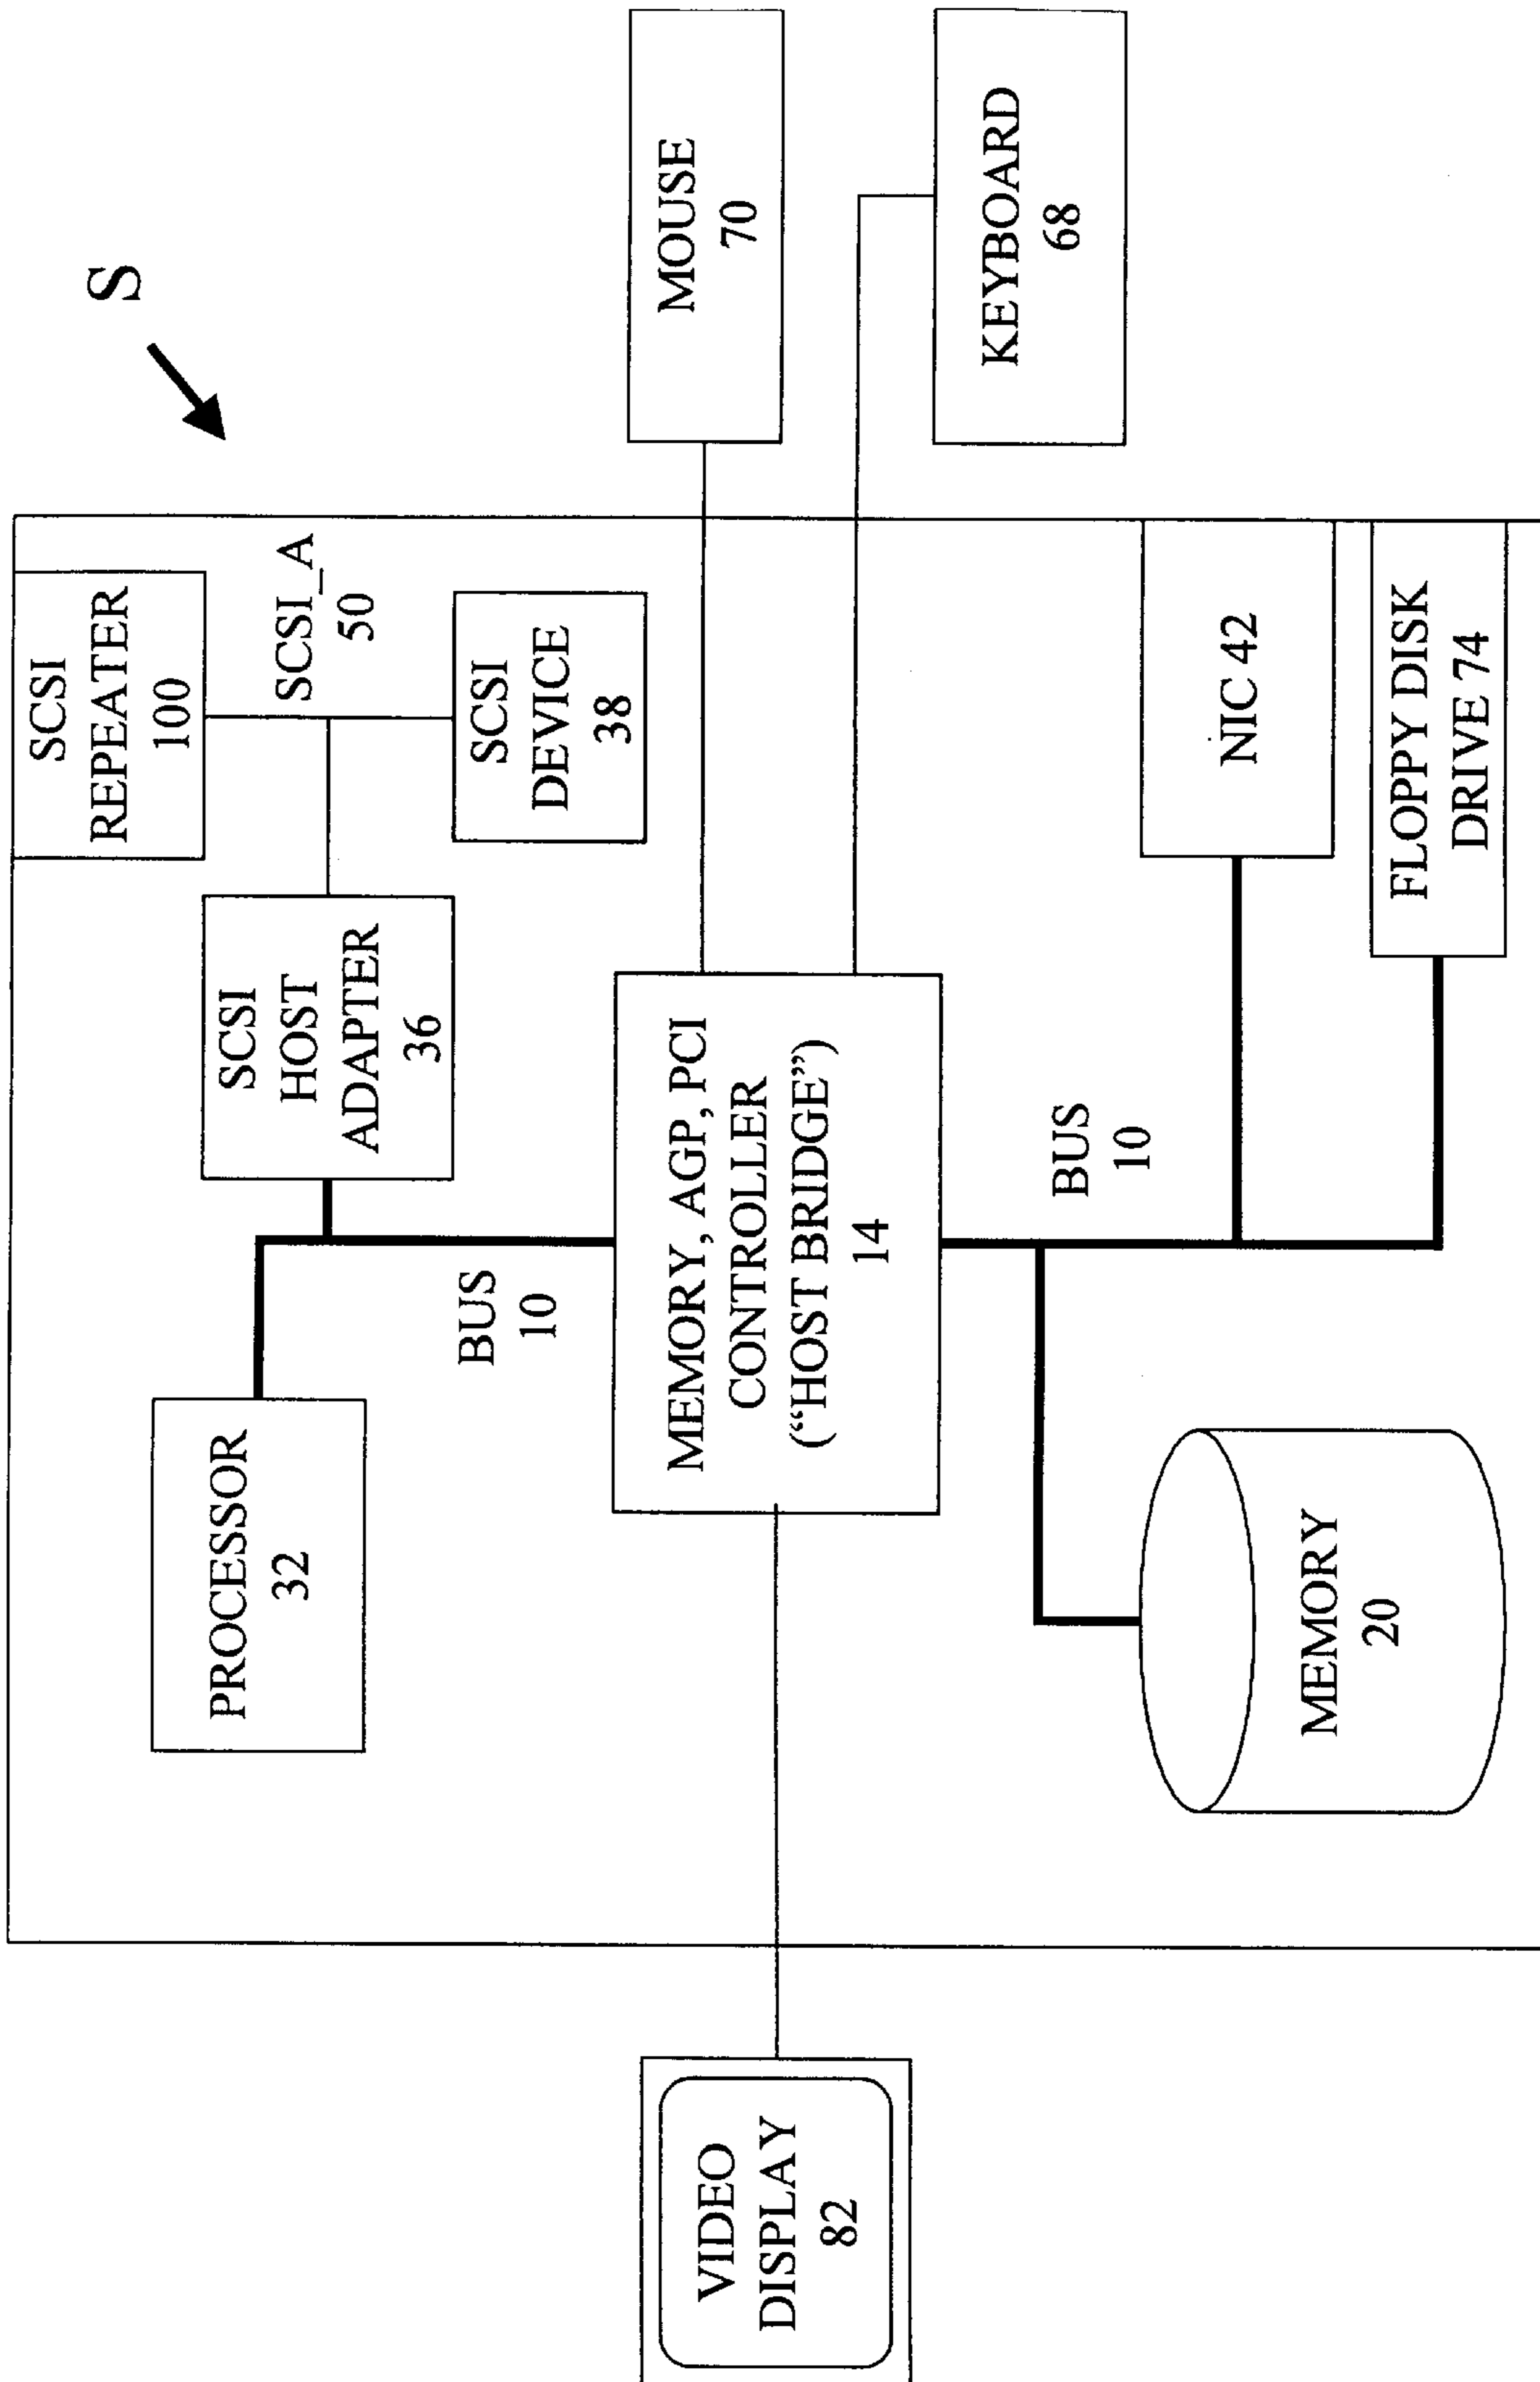 S
SCSI
REPEATER
100
SCSI_A
50
SCSI
HOST
ADAPTER
36
SCSI
DEVICE
38
PROCESSOR
32
BUS
10
MOUSE
70
VIDEO
DISPLAY
82
MEMORY, AGP, PCI
CONTROLLER
(“HOST BRIDGE”)
14
KEYBOARD
68
BUS
10
MEMORY
20
NIC 42
FLOPPY DISK
DRIVE 74